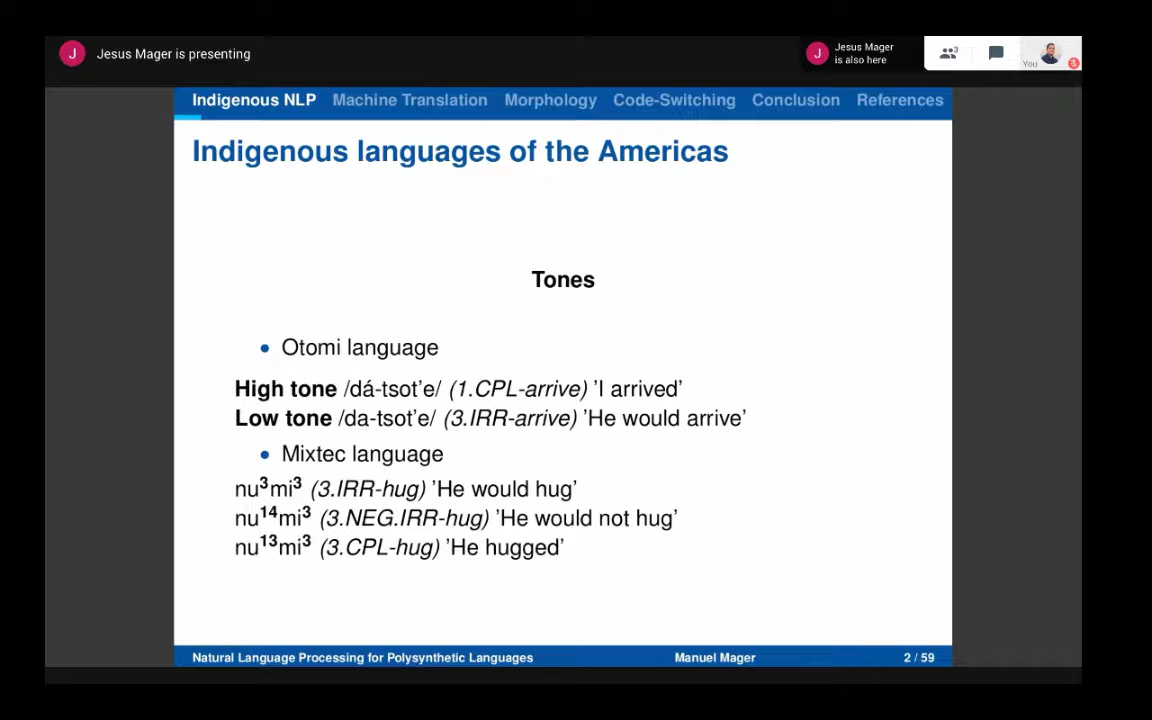 J Jesus Mager is presenting
J Jesus Mager is also here
3
You
Indigenous NLP Machine Translation Morphology Code-Switching Conclusion References
Indigenous languages of the Americas
Tones
• Otomi language
High tone /dá-tsot'e/ (1.CPL-arrive) 'I arrived'
Low tone /da-tsot'e/ (3.IRR-arrive) 'He would arrive'
• Mixtec language
nu³mi³ (3.IRR-hug) 'He would hug'
nu¹⁴mi³ (3.NEG.IRR-hug) 'He would not hug'
nu¹³mi³ (3.CPL-hug) 'He hugged'
Natural Language Processing for Polysynthetic Languages Manuel Mager 2 / 59